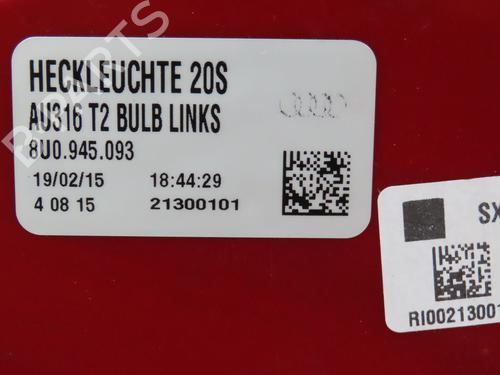 HECKLEUCHTE 20S
AU316 T2 BULB LINKS
8U0.945.093
19/02/15 18:44:29
4 08 15 21300101
SX
RI00213001
B-PARTS